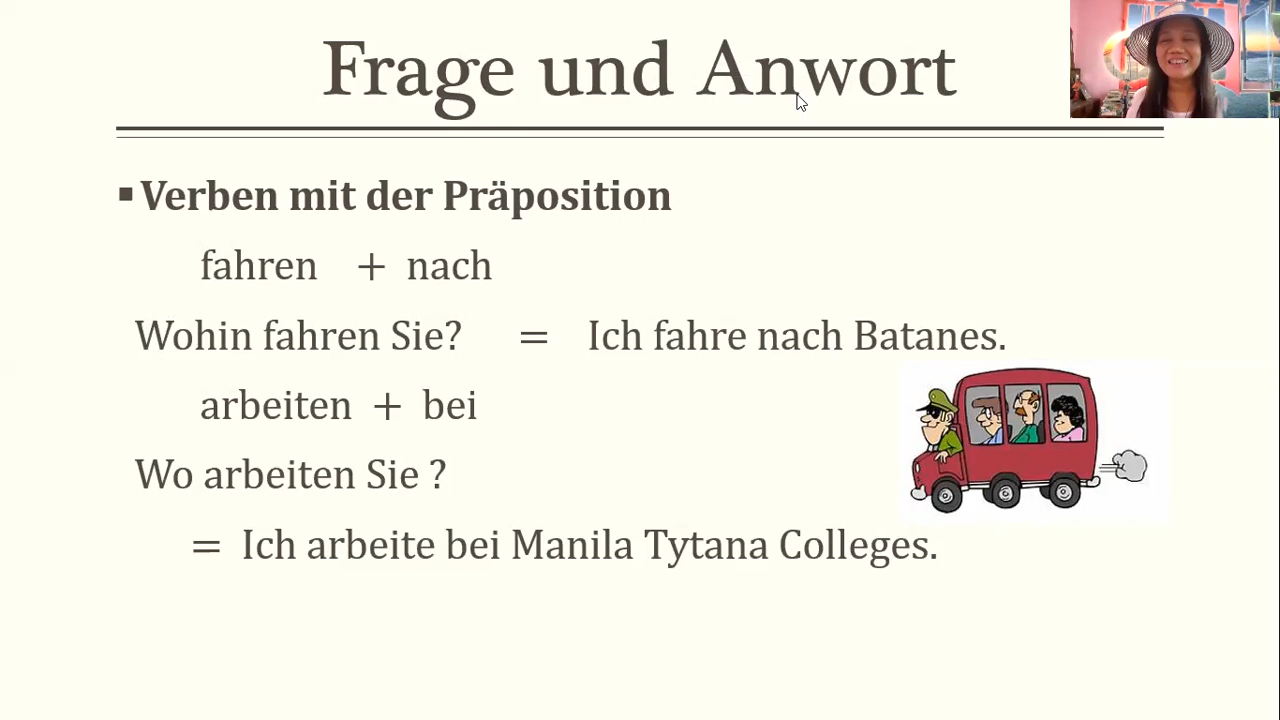 Frage und Anwort
▪ Verben mit der Präposition
fahren + nach
Wohin fahren Sie? = Ich fahre nach Batanes.
arbeiten + bei
Wo arbeiten Sie ?
= Ich arbeite bei Manila Tytana Colleges.